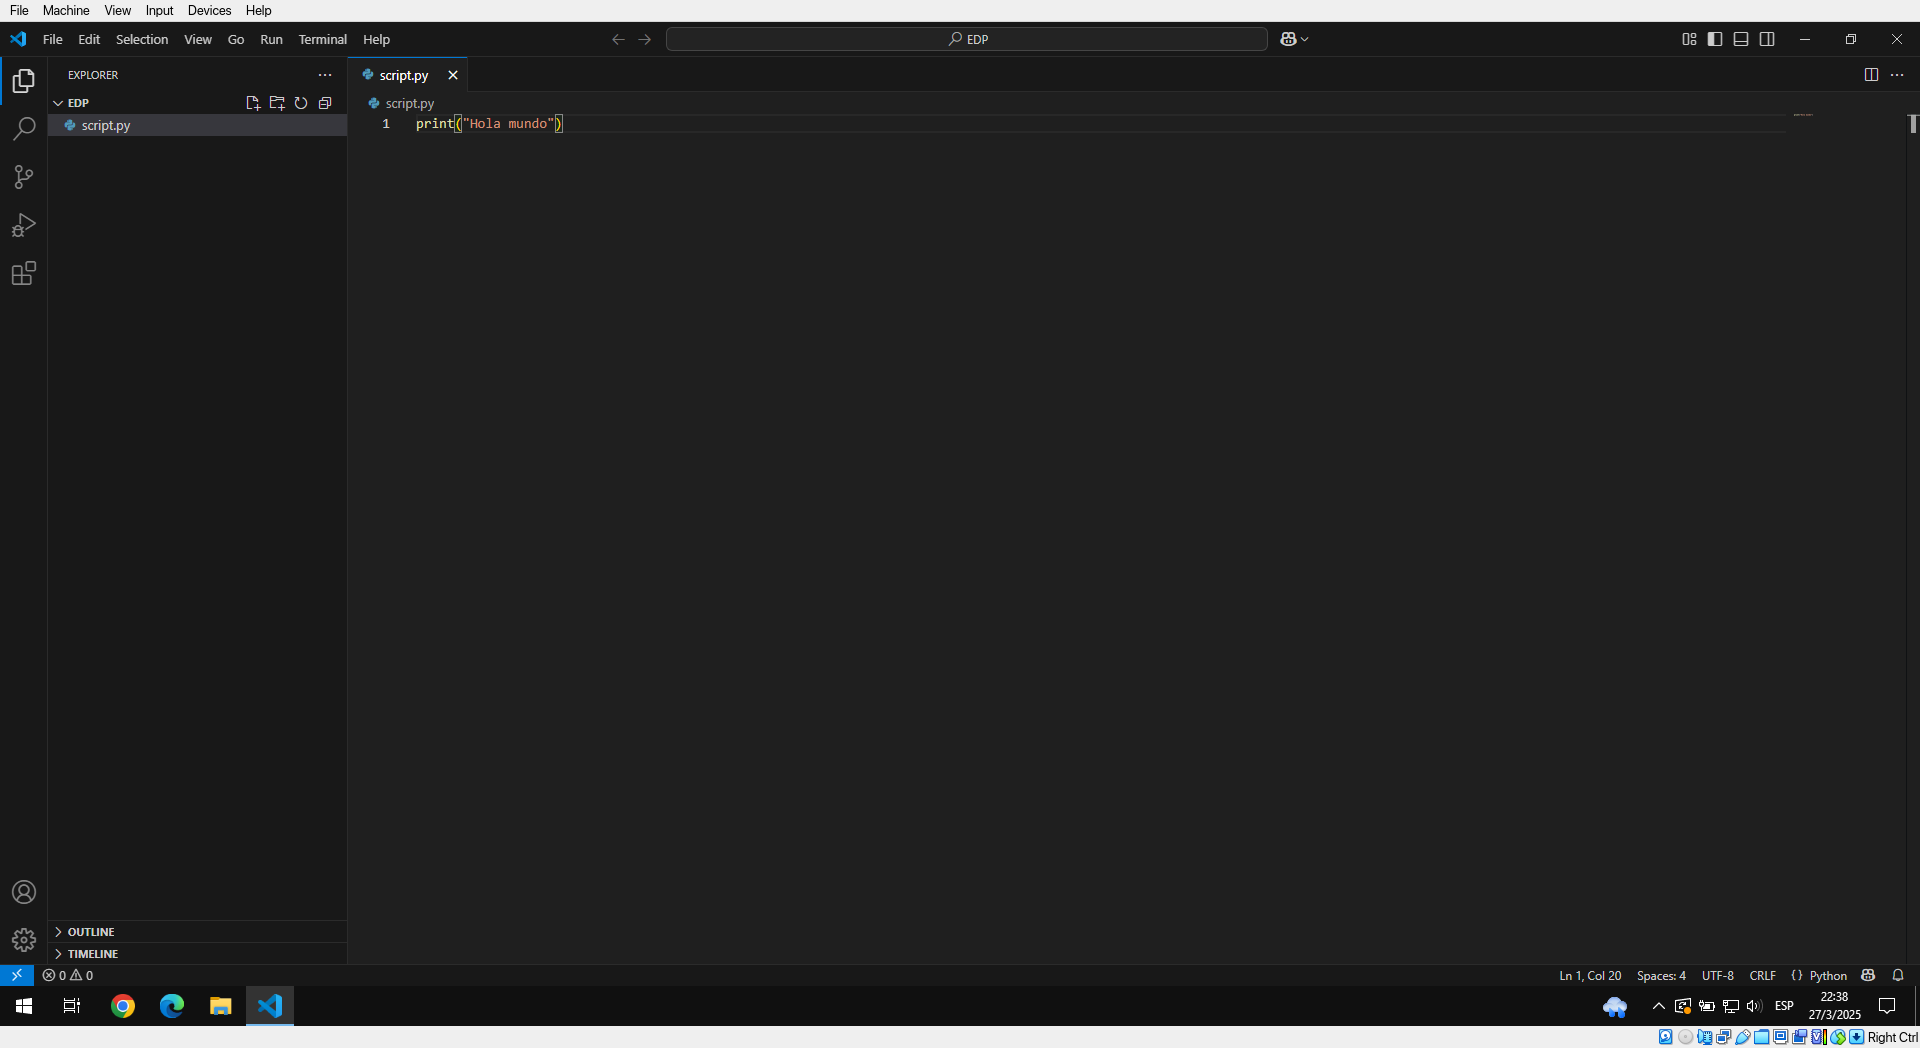 File Machine View Input Devices Help
File Edit Selection View Go Run Terminal Help
EDP
EXPLORER
script.py
EDP
script.py
script.py
1 print("Hola mundo")
OUTLINE
TIMELINE
0 0
Ln 1, Col 20 Spaces: 4 UTF-8 CRLF {} Python
ESP
22:38
27/3/2025
Right Ctrl